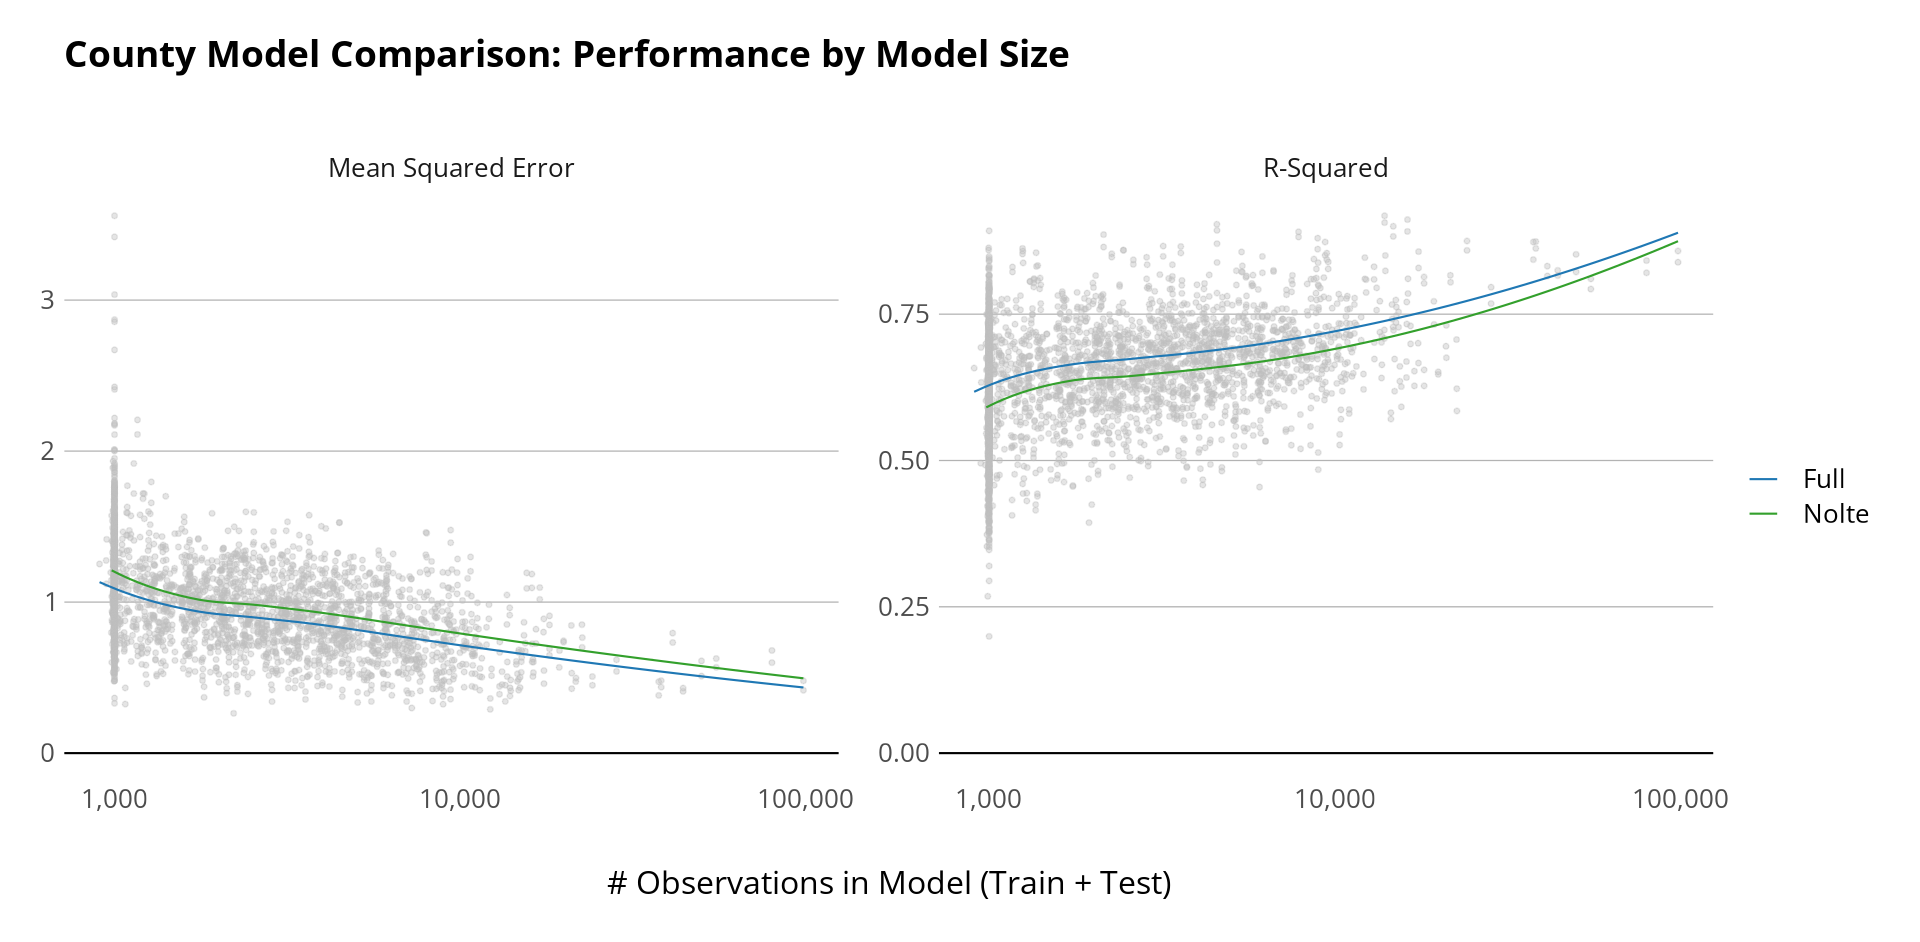 County Model Comparison: Performance by Model Size
Mean Squared Error
R-Squared
3
2
1
0
0.75
0.50
0.25
0.00
1,000
10,000
100,000
1,000
10,000
100,000
Full
Nolte
# Observations in Model (Train + Test)